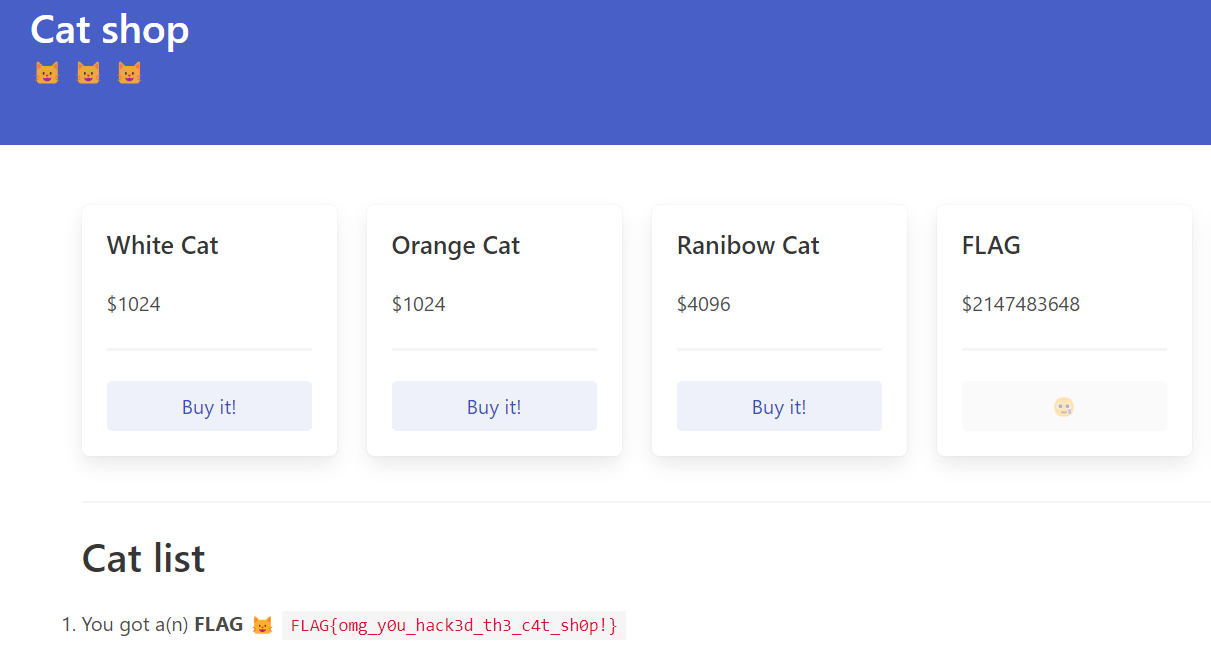 Cat shop
White Cat
$1024
Buy it!
Orange Cat
$1024
Buy it!
Ranibow Cat
$4096
Buy it!
FLAG
$2147483648
Cat list
1. You got a(n) FLAG 😺 FLAG{omg_y0u_hack3d_th3_c4t_sh0p!}